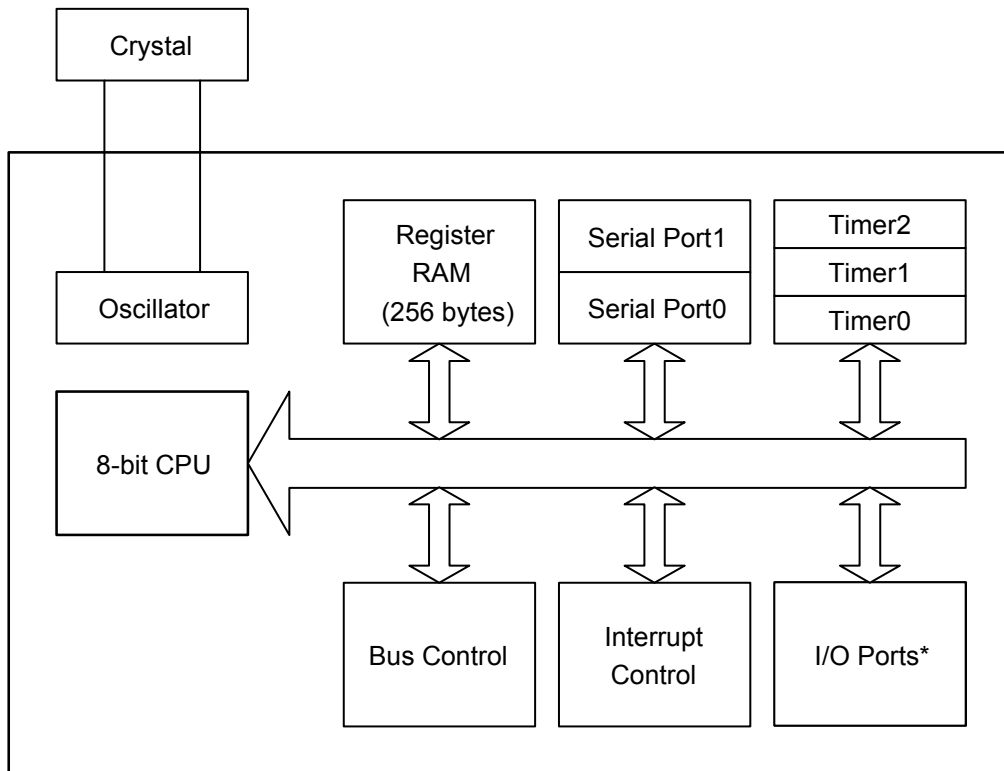 Crystal
Oscillator
Register
RAM
(256 bytes)
Serial Port1
Serial Port0
Timer2
Timer1
Timer0
8-bit CPU
Bus Control
Interrupt
Control
I/O Ports*